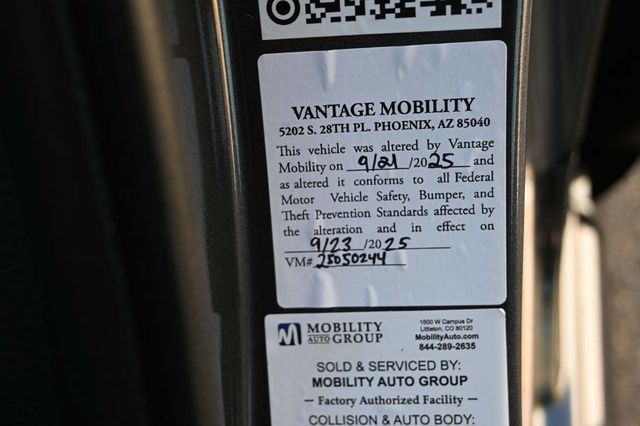 VANTAGE MOBILITY
5202 S. 28TH PL. PHOENIX, AZ 85040
This vehicle was altered by Vantage
Mobility on 9/21/2025 and
as altered it conforms to all Federal
Motor Vehicle Safety, Bumper, and
Theft Prevention Standards affected by
the alteration and in effect on
9/23/2025
VM# 25050244
MOBILITY
AUTO GROUP
1500 W Campus Dr
Littleton, CO 80120
MobilityAuto.com
844-289-2635
SOLD & SERVICED BY:
MOBILITY AUTO GROUP
— Factory Authorized Facility —
COLLISION & AUTO BODY: